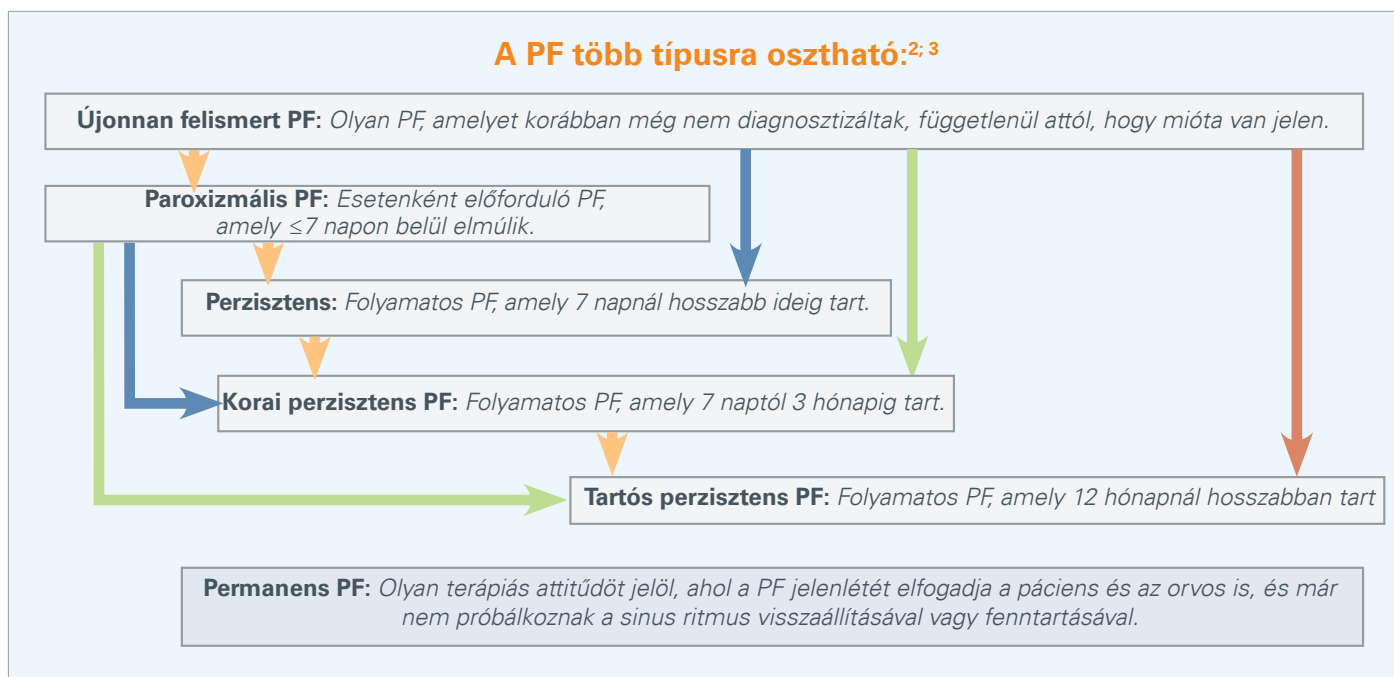 A PF több típusra osztható:2; 3
Újonnan felismert PF: Olyan PF, amelyet korábban még nem diagnosztizáltak, függetlenül attól, hogy mióta van jelen.
Paroxizmális PF: Esetenként előforduló PF,
amely ≤7 napon belül elmúlik.
Perzisztens: Folyamatos PF, amely 7 napnál hosszabb ideig tart.
Korai perzisztens PF: Folyamatos PF, amely 7 naptól 3 hónapig tart.
Tartós perzisztens PF: Folyamatos PF, amely 12 hónapnál hosszabban tart
Permanens PF: Olyan terápiás attitűdöt jelöl, ahol a PF jelenlétét elfogadja a páciens és az orvos is, és már
nem próbálkoznak a sinus ritmus visszaállításával vagy fenntartásával.